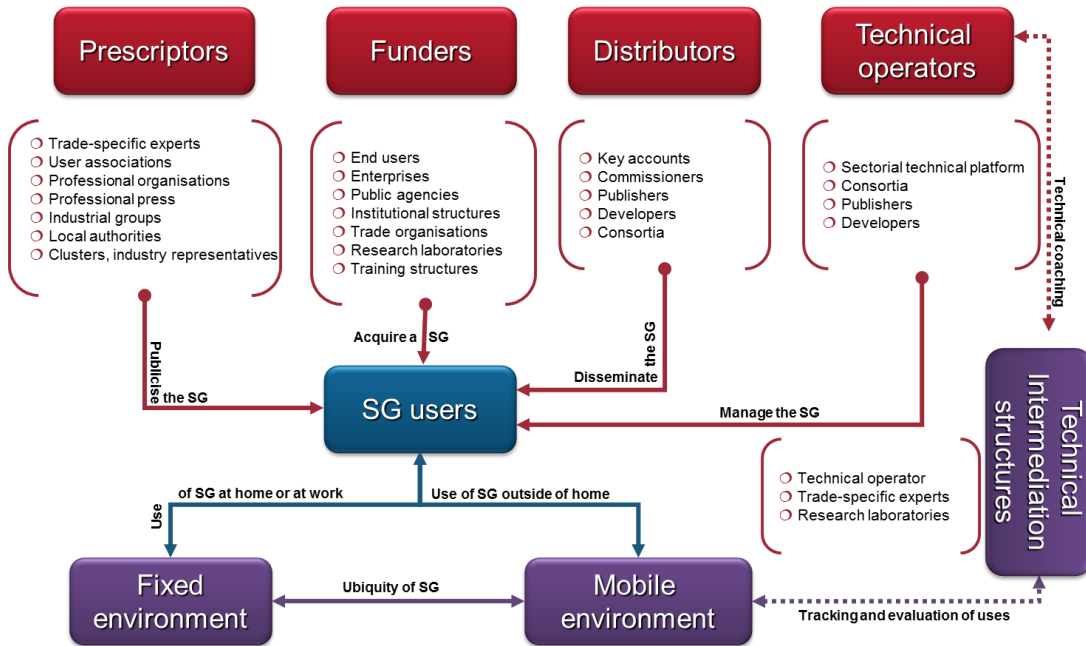 Prescriptors
Funders
Distributors
Technical
operators
Trade-specific experts
User associations
Professional organisations
Professional press
Industrial groups
Local authorities
Clusters, industry representatives
End users
Enterprises
Public agencies
Institutional structures
Trade organisations
Research laboratories
Training structures
Key accounts
Commissioners
Publishers
Developers
Consortia
Sectorial technical platform
Consortia
Publishers
Developers
Technical coaching
Publicise
the SG
Acquire a SG
Disseminate
the SG
Manage the SG
SG users
Technical
Intermediation
structures
Technical operator
Trade-specific experts
Research laboratories
Use
of SG at home or at work
Use of SG outside of home
Fixed
environment
Ubiquity of SG
Mobile
environment
Tracking and evaluation of uses